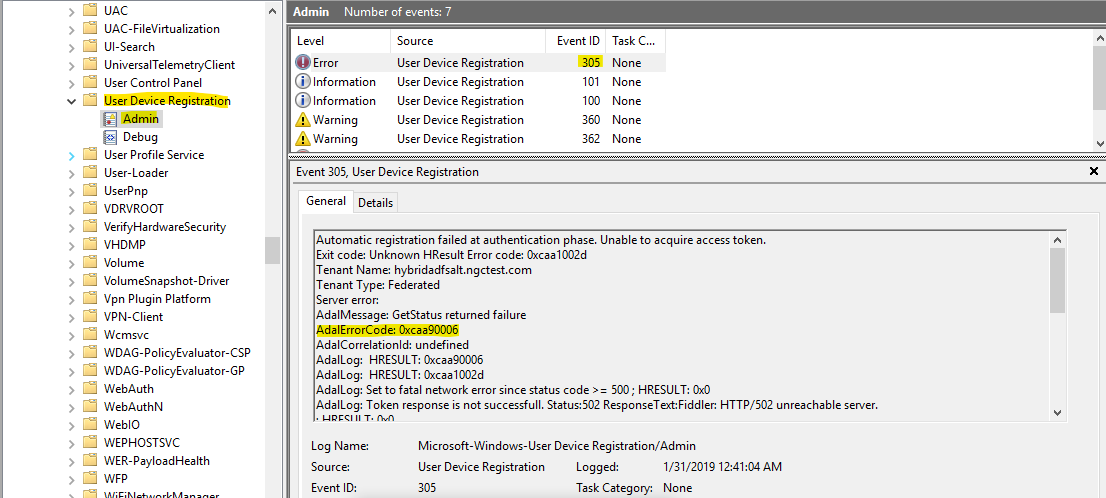 UAC
UAC-FileVirtualization
UI-Search
UniversalTelemetryClient
User Control Panel
User Device Registration
Admin
Debug
User Profile Service
User-Loader
UserPnp
VDRVROOT
VerifyHardwareSecurity
VHDMP
Volume
VolumeSnapshot-Driver
Vpn Plugin Platform
VPN-Client
Wcmsvc
WDAG-PolicyEvaluator-CSP
WDAG-PolicyEvaluator-GP
WebAuth
WebAuthN
WebIO
WEPHOSTSVC
WER-PayloadHealth
WFP
WiFiNetworkManager
Admin Number of events: 7
Level Source Event ID Task C...
Error User Device Registration 305 None
Information User Device Registration 101 None
Information User Device Registration 100 None
Warning User Device Registration 360 None
Warning User Device Registration 362 None
Event 305, User Device Registration
General Details
Automatic registration failed at authentication phase. Unable to acquire access token.
Exit code: Unknown HResult Error code: 0xcaa1002d
Tenant Name: hybridadfsalt.ngctest.com
Tenant Type: Federated
Server error:
AdalMessage: GetStatus returned failure
AdalErrorCode: 0xcaa90006
AdalCorrelationId: undefined
AdalLog: HRESULT: 0xcaa90006
AdalLog: HRESULT: 0xcaa1002d
AdalLog: Set to fatal network error since status code >= 500 ; HRESULT: 0x0
AdalLog: Token response is not successfull. Status:502 ResponseText:Fiddler: HTTP/502 unreachable server.
; HRESULT: 0x0
Log Name: Microsoft-Windows-User Device Registration/Admin
Source: User Device Registration Logged: 1/31/2019 12:41:04 AM
Event ID: 305 Task Category: None